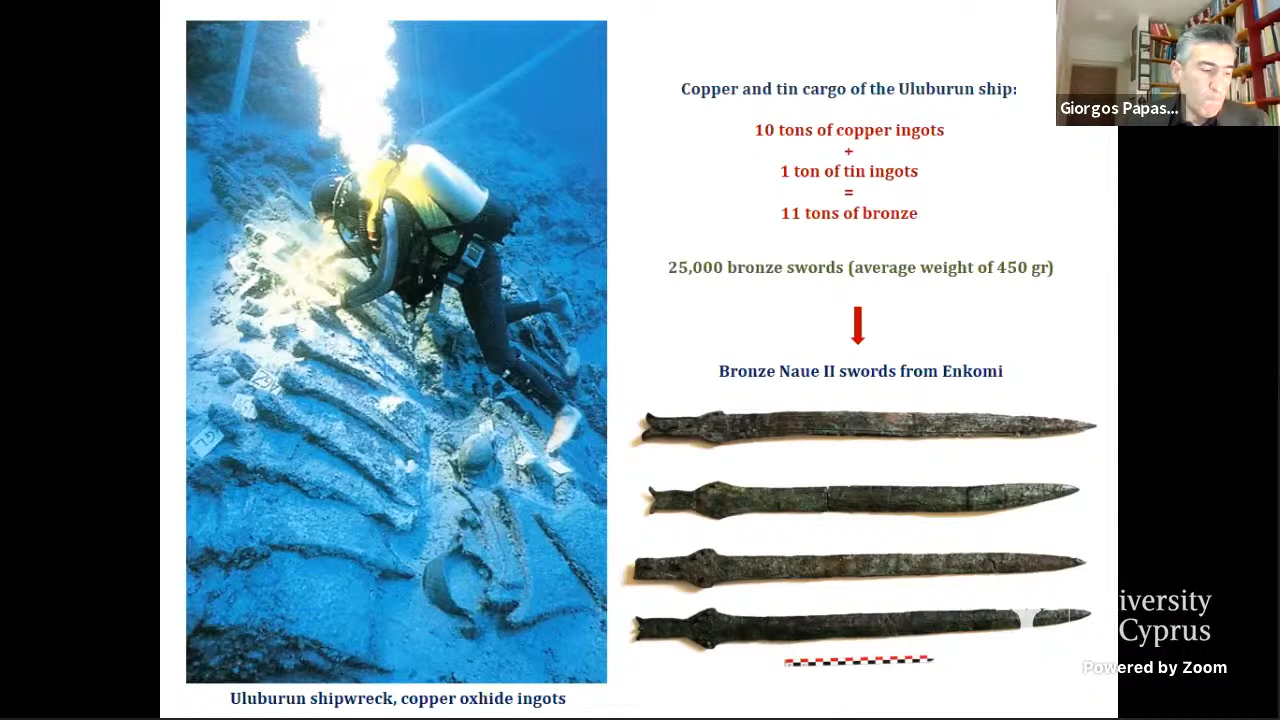 Copper and tin cargo of the Uluburun ship:
10 tons of copper ingots
+
1 ton of tin ingots
=
11 tons of bronze
25,000 bronze swords (average weight of 450 gr)
Bronze Naue II swords from Enkomi
Uluburun shipwreck, copper oxhide ingots
Giorgos Papas...
iversity
Cyprus
Powered by Zoom